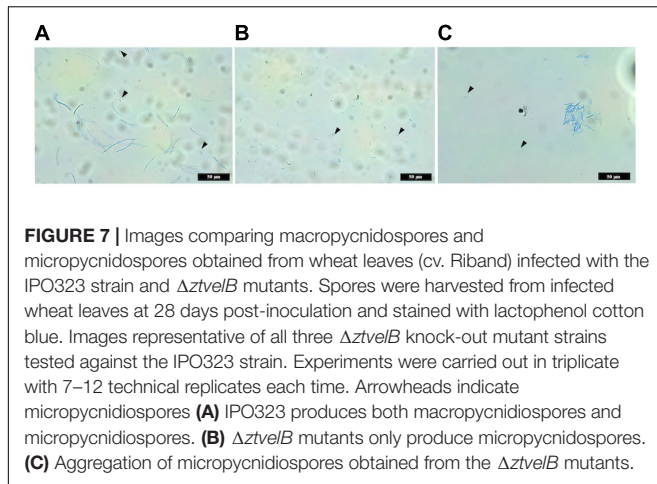 A
B
C
50 µm
50 µm
50 µm
FIGURE 7 | Images comparing macropycnidospores and
micropycnidospores obtained from wheat leaves (cv. Riband) infected with the
IPO323 strain and ΔztvelB mutants. Spores were harvested from infected
wheat leaves at 28 days post-inoculation and stained with lactophenol cotton
blue. Images representative of all three ΔztvelB knock-out mutant strains
tested against the IPO323 strain. Experiments were carried out in triplicate
with 7–12 technical replicates each time. Arrowheads indicate
micropycnidiospores (A) IPO323 produces both macropycnidiospores and
micropycnidiospores. (B) ΔztvelB mutants only produce micropycnidospores.
(C) Aggregation of micropycnidiospores obtained from the ΔztvelB mutants.